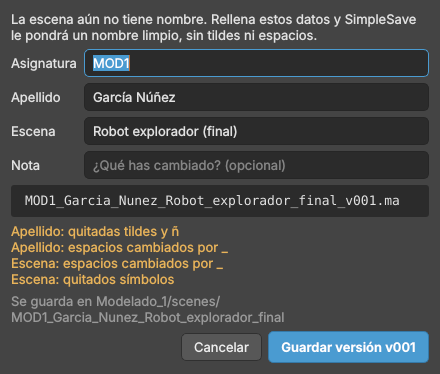 La escena aún no tiene nombre. Rellena estos datos y SimpleSave
le pondrá un nombre limpio, sin tildes ni espacios.
Asignatura MOD1
Apellido García Núñez
Escena Robot explorador (final)
Nota ¿Qué has cambiado? (opcional)
MOD1_Garcia_Nunez_Robot_explorador_final_v001.ma
Apellido: quitadas tildes y ñ
Apellido: espacios cambiados por _
Escena: espacios cambiados por _
Escena: quitados símbolos
Se guarda en Modelado_1/scenes/
MOD1_Garcia_Nunez_Robot_explorador_final
Cancelar Guardar versión v001